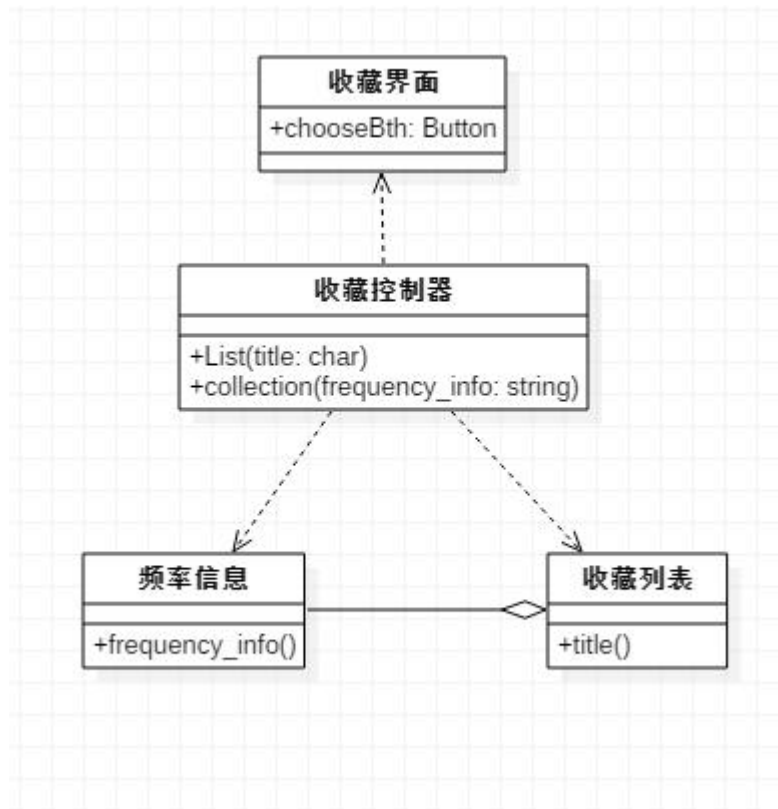 收藏界面
+chooseBth: Button
收藏控制器
+List(title: char)
+collection(frequency_info: string)
频率信息
+frequency_info()
收藏列表
+title()